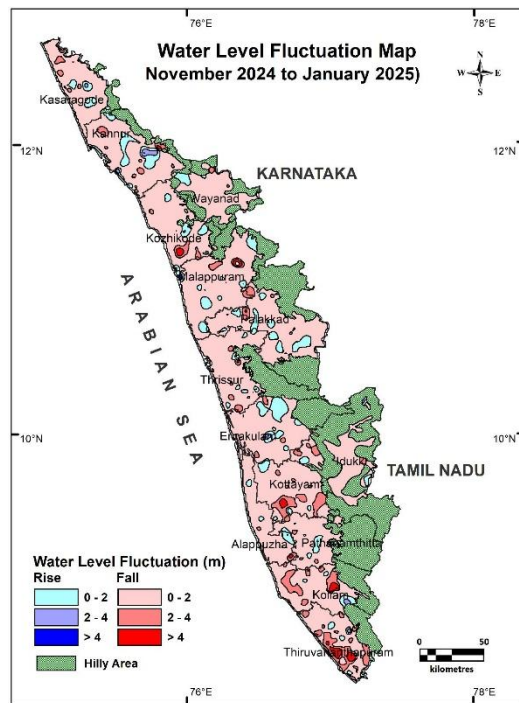 76°E
78°E
Water Level Fluctuation Map
November 2024 to January 2025)
N
W E
S
Kasaragode
Kannur
12°N
12°N
KARNATAKA
Wayanad
Kozhikode
Malappuram
Palakkad
ARABIAN SEA
Thrissur
10°N
10°N
Ernakulam
Idukki
TAMIL NADU
Kottayam
Alappuzha
Pathanamthitta
Water Level Fluctuation (m)
Rise Fall
0 - 2 0 - 2
2 - 4 2 - 4
> 4 > 4
Hilly Area
Kollam
Thiruvananthapuram
0 50
kilometres
76°E
78°E